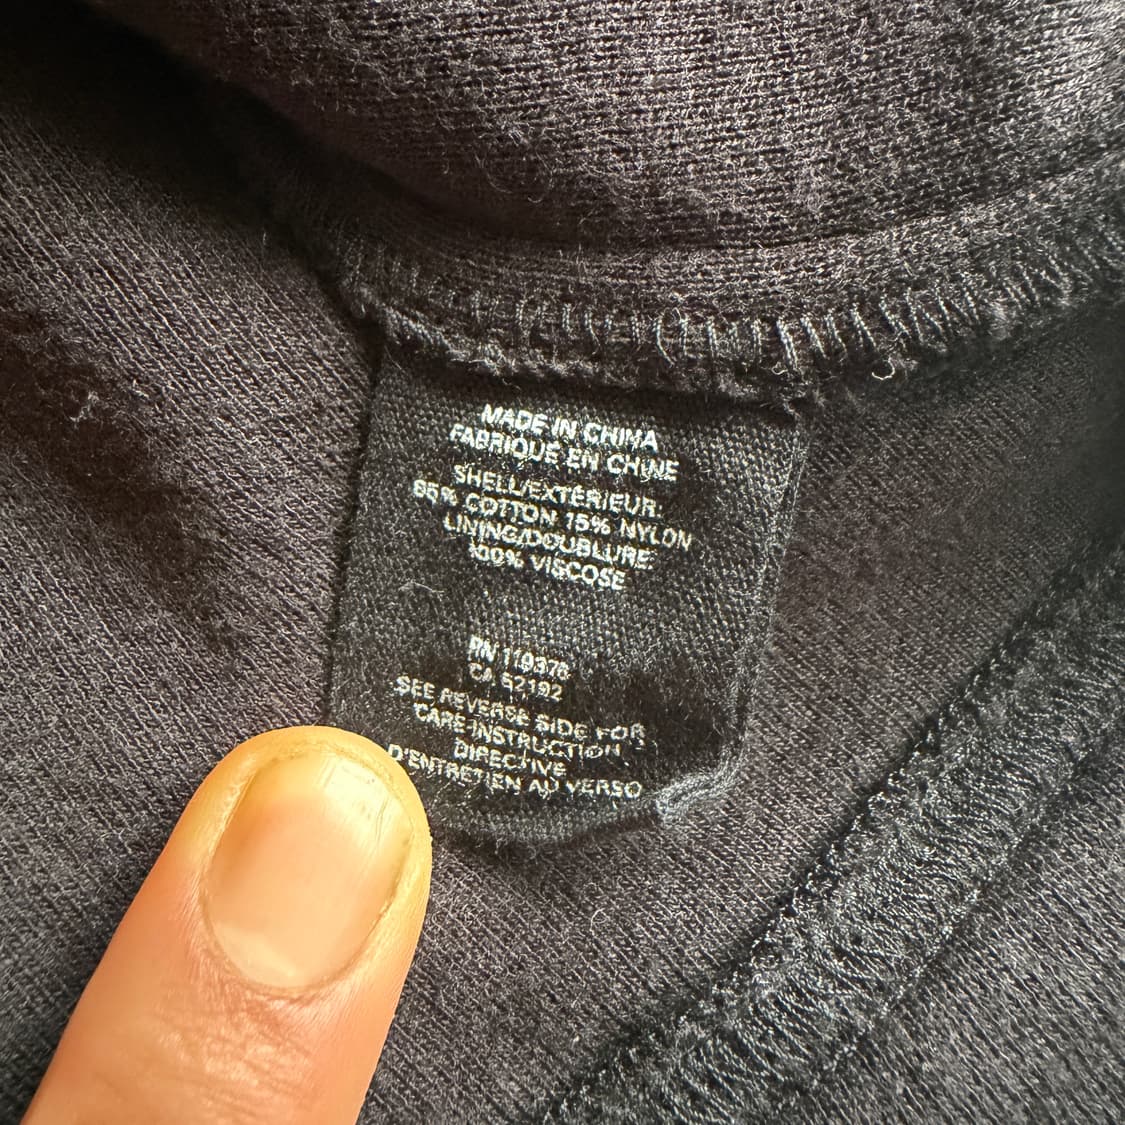 MADE IN CHINA
FABRIQUÉ EN CHINE
SHELL/EXTÉRIEUR:
85% COTTON 15% NYLON
LINING/DOUBLURE:
100% VISCOSE
RN 119376
CA 52192
SEE REVERSE SIDE FOR
CARE INSTRUCTION
DIRECTIVE
D'ENTRETIEN AU VERSO